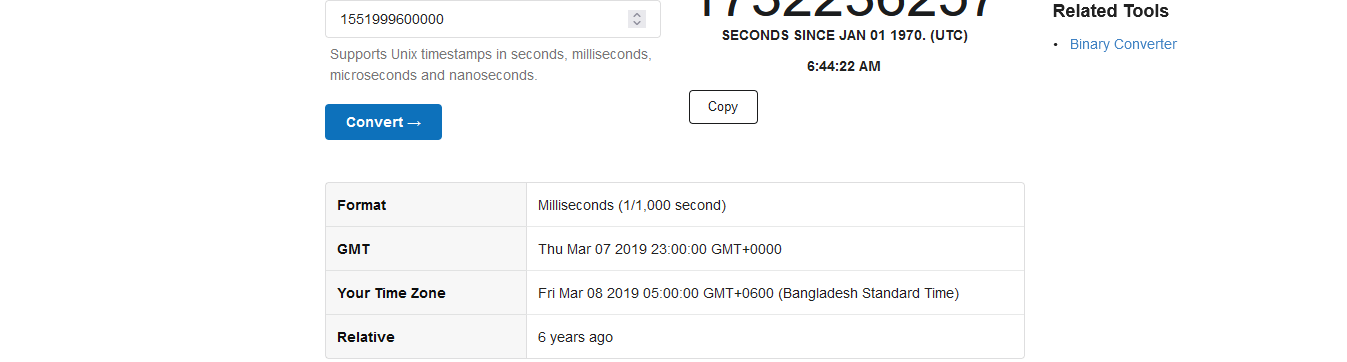 1551999600000
Supports Unix timestamps in seconds, milliseconds,
microseconds and nanoseconds.
Convert →
SECONDS SINCE JAN 01 1970. (UTC)
6:44:22 AM
Copy
Related Tools
• Binary Converter
Format Milliseconds (1/1,000 second)
GMT Thu Mar 07 2019 23:00:00 GMT+0000
Your Time Zone Fri Mar 08 2019 05:00:00 GMT+0600 (Bangladesh Standard Time)
Relative 6 years ago